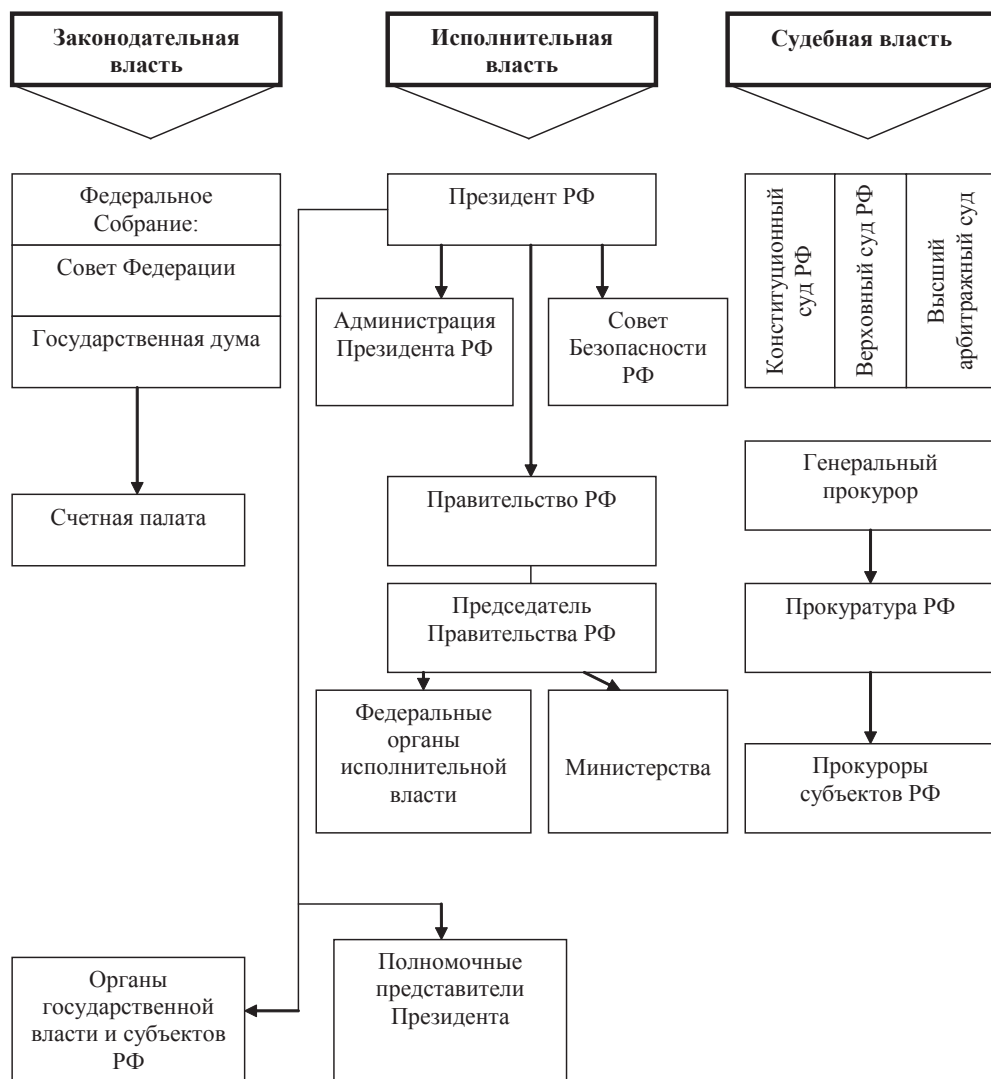 Законодательная
власть
Исполнительная
власть
Судебная власть
Федеральное
Собрание:
Совет Федерации
Государственная дума
Счетная палата
Президент РФ
Администрация
Президента РФ
Совет
Безопасности
РФ
Правительство РФ
Председатель
Правительства РФ
Федеральные
органы
исполнительной
власти
Министерства
Конституционный
суд РФ
Верховный суд РФ
Высший
арбитражный суд
Генеральный
прокурор
Прокуратура РФ
Прокуроры
субъектов РФ
Органы
государственной
власти и субъектов
РФ
Полномочные
представители
Президента